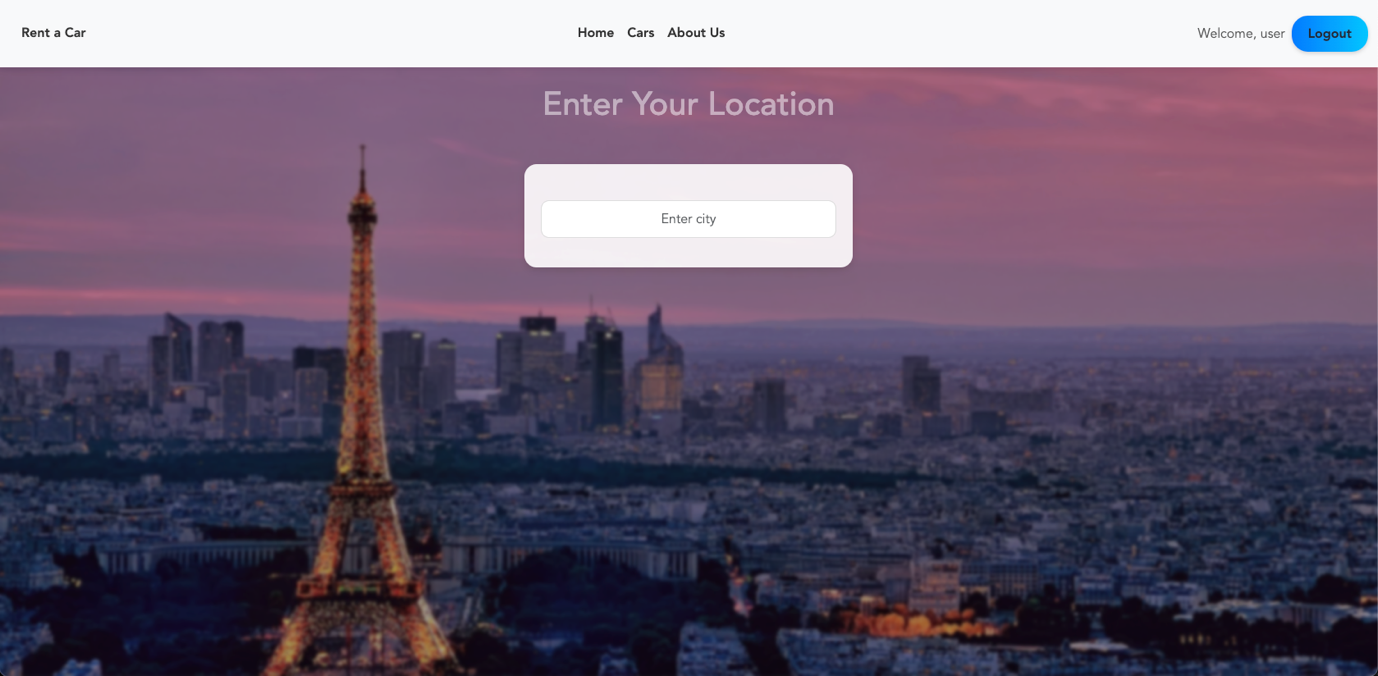 Rent a Car
Home Cars About Us
Welcome, user Logout
Enter Your Location
Enter city